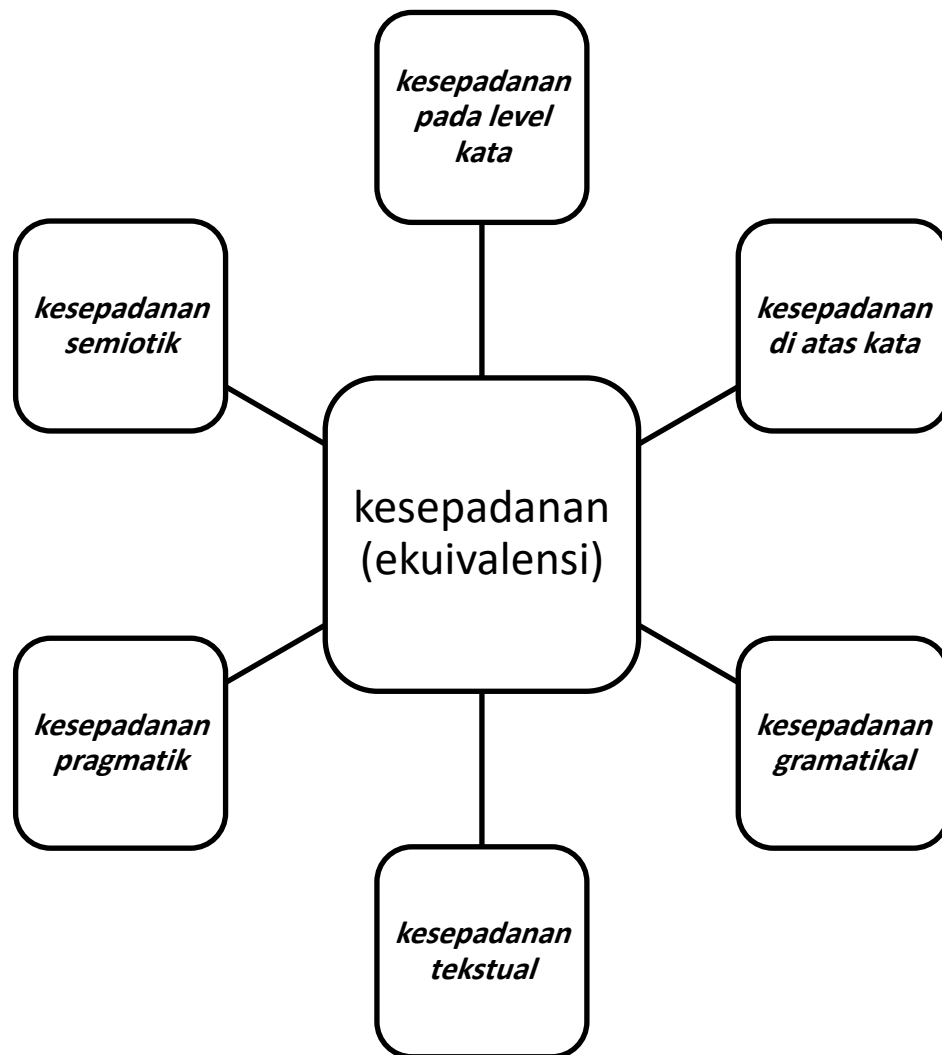 kesepadanan
pada level
kata
kesepadanan
semiotik
kesepadanan
di atas kata
kesepadanan
(ekuivalensi)
kesepadanan
pragmatik
kesepadanan
gramatikal
kesepadanan
tekstual